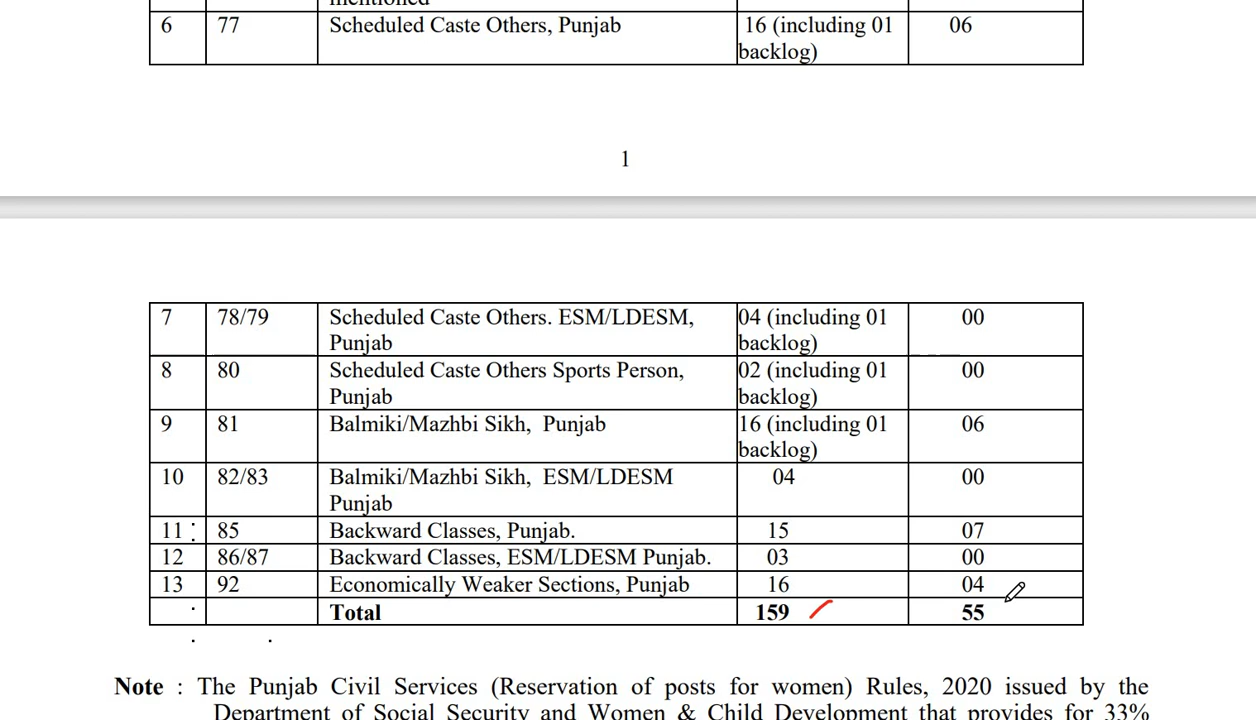 mentioned
6 77 Scheduled Caste Others, Punjab 16 (including 01 backlog) 06
1
7 78/79 Scheduled Caste Others. ESM/LDESM, Punjab 04 (including 01 backlog) 00
8 80 Scheduled Caste Others Sports Person, Punjab 02 (including 01 backlog) 00
9 81 Balmiki/Mazhbi Sikh, Punjab 16 (including 01 backlog) 06
10 82/83 Balmiki/Mazhbi Sikh, ESM/LDESM Punjab 04 00
11 85 Backward Classes, Punjab. 15 07
12 86/87 Backward Classes, ESM/LDESM Punjab. 03 00
13 92 Economically Weaker Sections, Punjab 16 04
Total 159 55
Note : The Punjab Civil Services (Reservation of posts for women) Rules, 2020 issued by the
Department of Social Security and Women & Child Development that provides for 33%